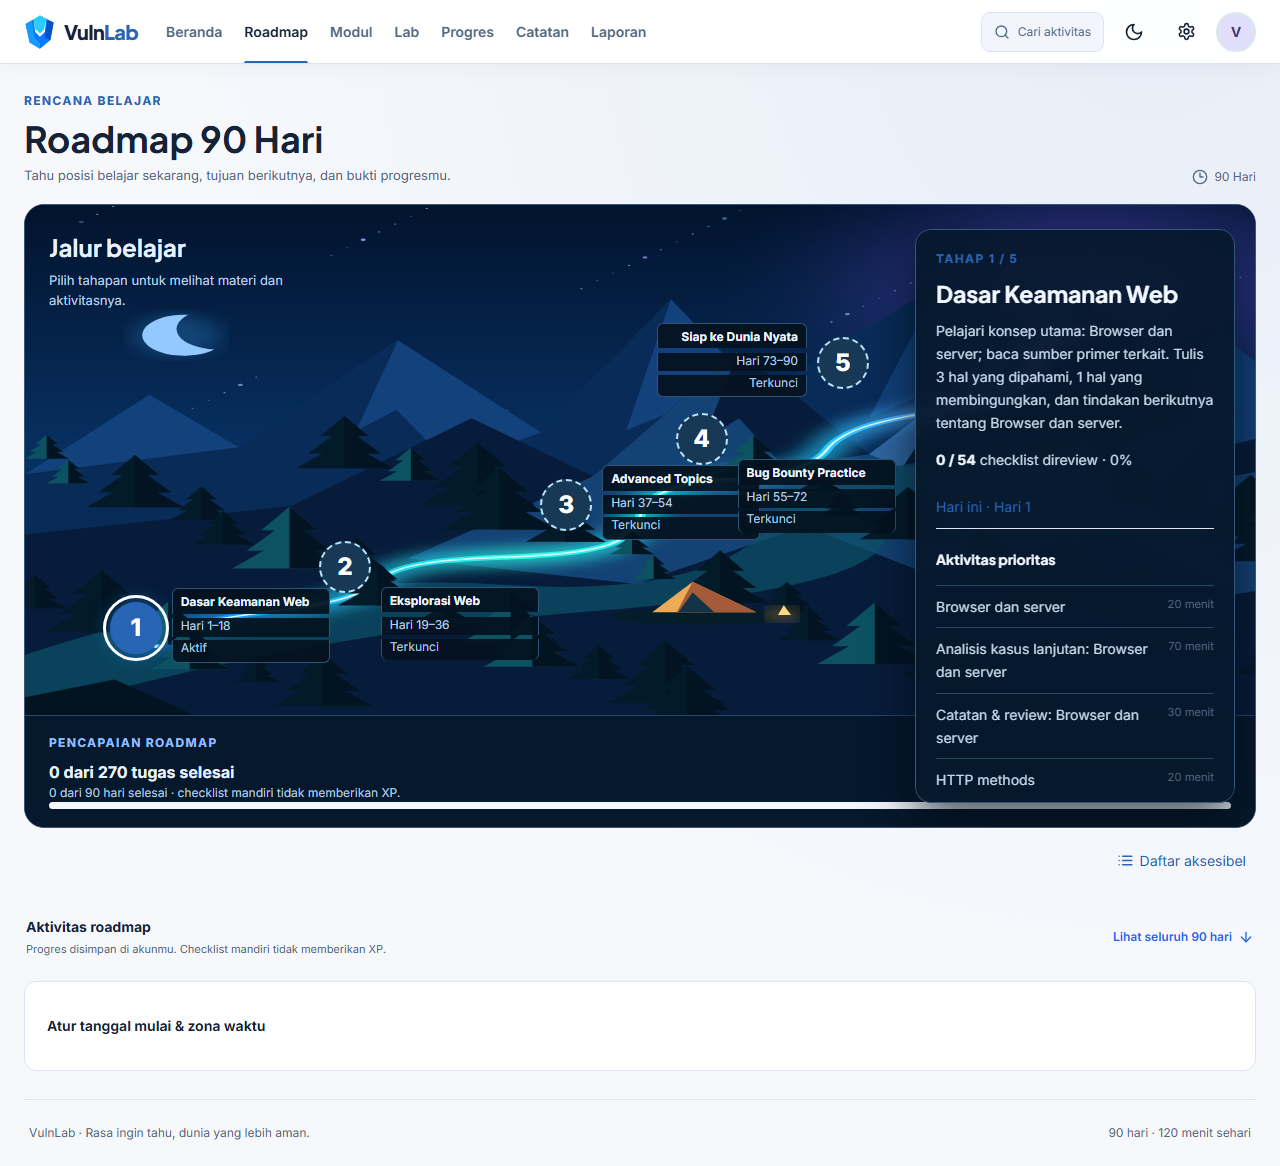 VulnLab
Beranda
Roadmap
Modul
Lab
Progres
Catatan
Laporan
Cari aktivitas
V
RENCANA BELAJAR
Roadmap 90 Hari
Tahu posisi belajar sekarang, tujuan berikutnya, dan bukti progresmu.
90 Hari
Jalur belajar
Pilih tahapan untuk melihat materi dan
aktivitasnya.
Siap ke Dunia Nyata
Hari 73–90
Terkunci
5
4
Advanced Topics
Hari 37–54
Terkunci
3
Bug Bounty Practice
Hari 55–72
Terkunci
2
Eksplorasi Web
Hari 19–36
Terkunci
1
Dasar Keamanan Web
Hari 1–18
Aktif
TAHAP 1 / 5
Dasar Keamanan Web
Pelajari konsep utama: Browser dan
server; baca sumber primer terkait. Tulis
3 hal yang dipahami, 1 hal yang
membingungkan, dan tindakan berikutnya
tentang Browser dan server.
0 / 54 checklist direview · 0%
Hari ini · Hari 1
Aktivitas prioritas
Browser dan server
20 menit
Analisis kasus lanjutan: Browser
dan server
70 menit
Catatan & review: Browser dan
server
30 menit
HTTP methods
20 menit
PENCAPAIAN ROADMAP
0 dari 270 tugas selesai
0 dari 90 hari selesai · checklist mandiri tidak memberikan XP.
Daftar aksesibel
Aktivitas roadmap
Progres disimpan di akunmu. Checklist mandiri tidak memberikan XP.
Lihat seluruh 90 hari
Atur tanggal mulai & zona waktu
VulnLab · Rasa ingin tahu, dunia yang lebih aman.
90 hari · 120 menit sehari